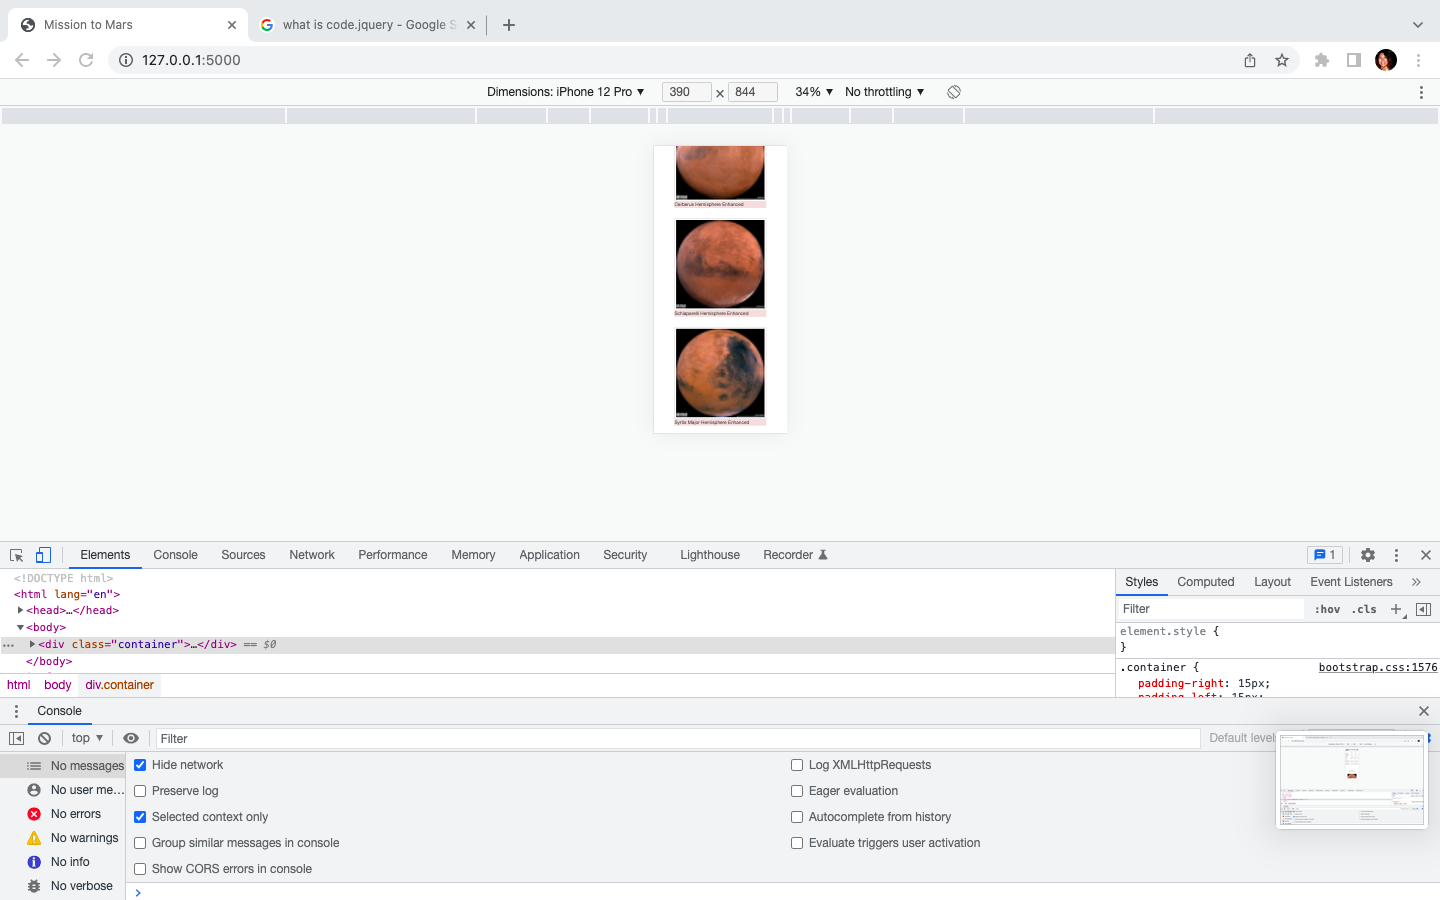 Mission to Mars
what is code.jquery - Google S
127.0.0.1:5000
Dimensions: iPhone 12 Pro ▼ 390 × 844 34% ▼ No throttling ▼
Cerberus Hemisphere Enhanced
Schiaparelli Hemisphere Enhanced
Syrtis Major Hemisphere Enhanced
Elements Console Sources Network Performance Memory Application Security Lighthouse Recorder 1
<!DOCTYPE html>
<html lang="en">
<head>…</head>
<body>
<div class="container">…</div> == $0
</body>
html body div.container
Styles Computed Layout Event Listeners »
Filter :hov .cls +
element.style {
}
.container { bootstrap.css:1576
padding-right: 15px;
padding-left: 15px;
Console
top ▼ Filter Default level
No messages
No user me…
No errors
No warnings
No info
No verbose
Hide network
Preserve log
Selected context only
Group similar messages in console
Show CORS errors in console
Log XMLHttpRequests
Eager evaluation
Autocomplete from history
Evaluate triggers user activation